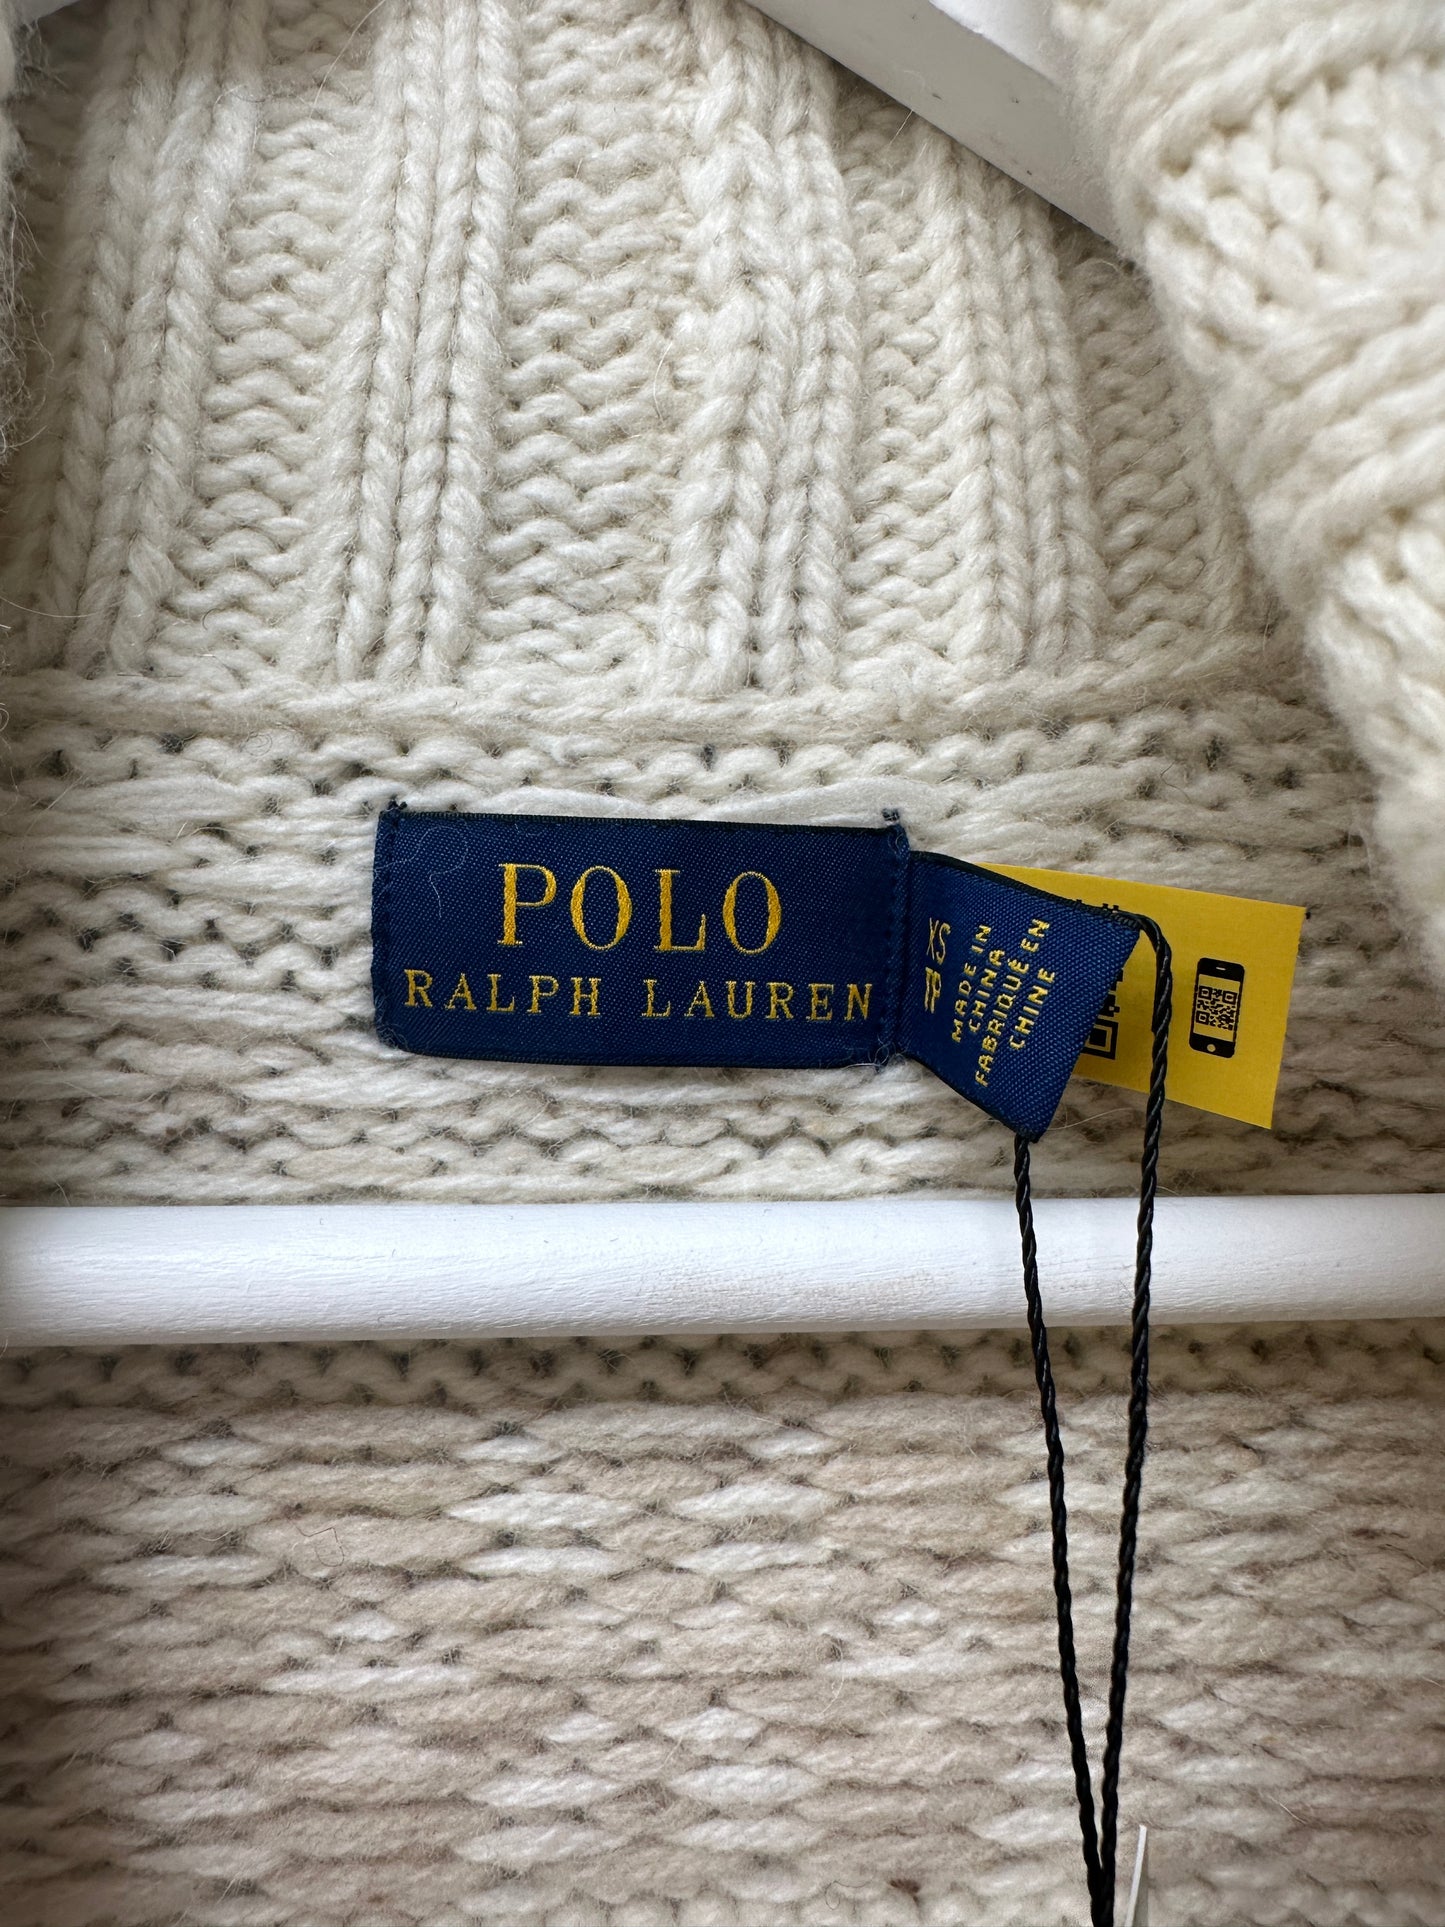 POLO
RALPH LAUREN
XS
TP
MADE IN
CHINA
FABRIQUÉ EN
CHINE